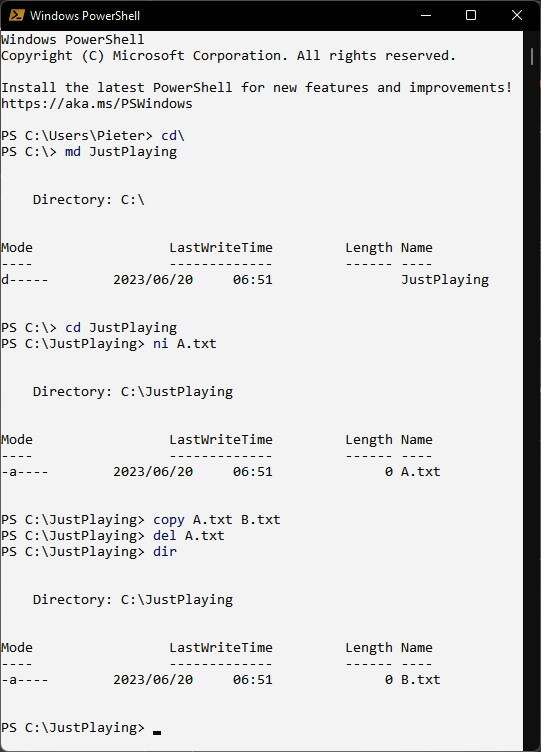 Windows PowerShell
Windows PowerShell
Copyright (C) Microsoft Corporation. All rights reserved.
Install the latest PowerShell for new features and improvements!
https://aka.ms/PSWindows
PS C:\Users\Pieter> cd\
PS C:\> md JustPlaying
    Directory: C:\
Mode                 LastWriteTime         Length Name
----                 -------------         ------ ----
d-----        2023/06/20     06:51                JustPlaying
PS C:\> cd JustPlaying
PS C:\JustPlaying> ni A.txt
    Directory: C:\JustPlaying
Mode                 LastWriteTime         Length Name
----                 -------------         ------ ----
-a----        2023/06/20     06:51              0 A.txt
PS C:\JustPlaying> copy A.txt B.txt
PS C:\JustPlaying> del A.txt
PS C:\JustPlaying> dir
    Directory: C:\JustPlaying
Mode                 LastWriteTime         Length Name
----                 -------------         ------ ----
-a----        2023/06/20     06:51              0 B.txt
PS C:\JustPlaying>